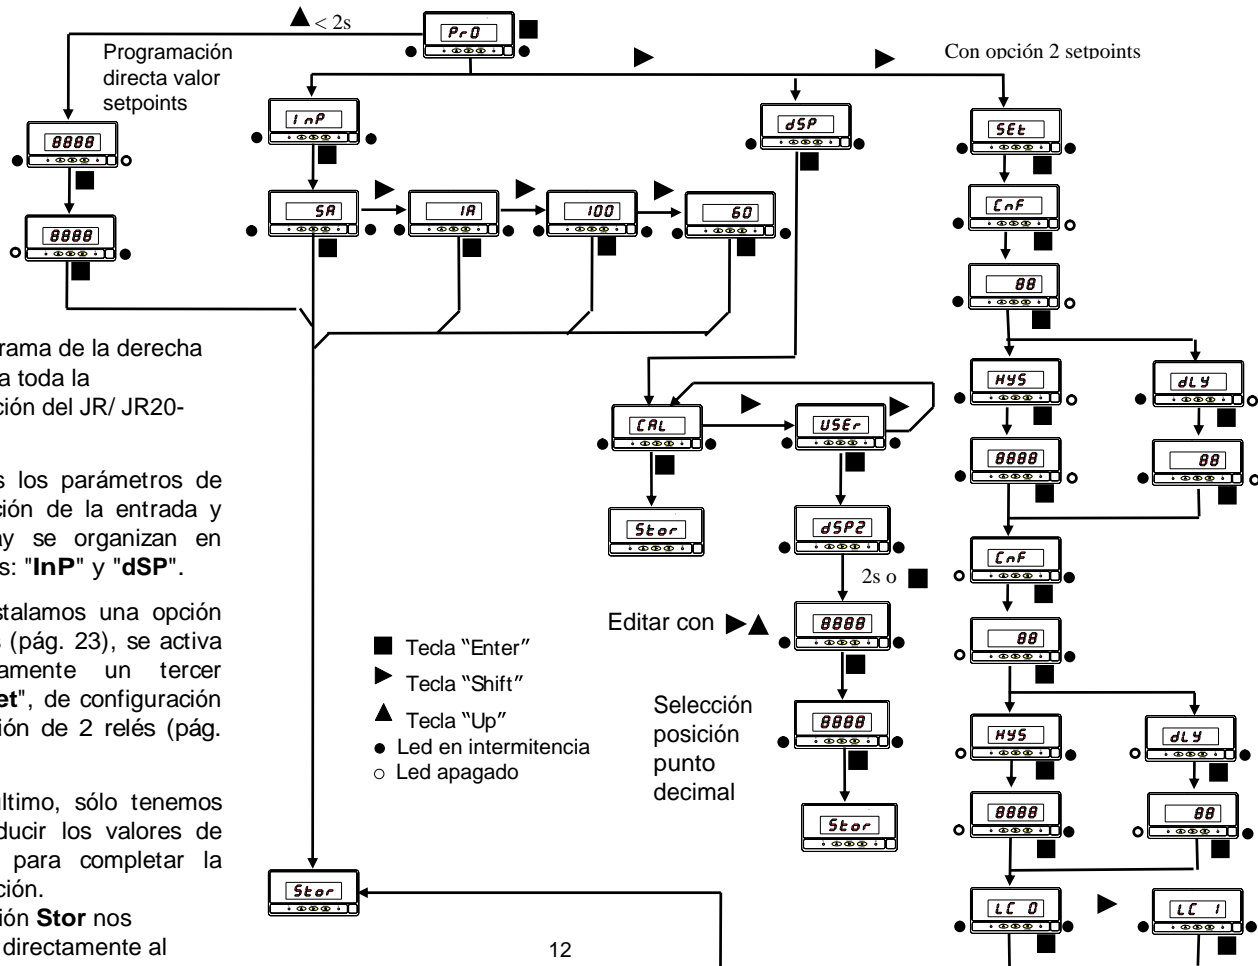 < 2s
Pr0
Programación
directa valor
setpoints
Con opción 2 setpoints
8888
InP
dSP
SEt
5A
1A
100
60
CnF
8888
88
HYS
dLY
8888
88
CAL
USEr
Stor
dSP2
2s o
CnF
Editar con
8888
88
Selección
posición
punto
decimal
8888
HYS
dLY
Stor
8888
88
Stor
LC 0
LC 1
rama de la derecha
a toda la
ción del JR/ JR20-
s los parámetros de
ción de la entrada y
ay se organizan en
s: "InP" y "dSP".
stalamos una opción
s (pág. 23), se activa
amente un tercer
et", de configuración
ión de 2 relés (pág.
último, sólo tenemos
ducir los valores de
para completar la
ción.
ción Stor nos
directamente al
Tecla "Enter"
Tecla "Shift"
Tecla "Up"
Led en intermitencia
Led apagado
12